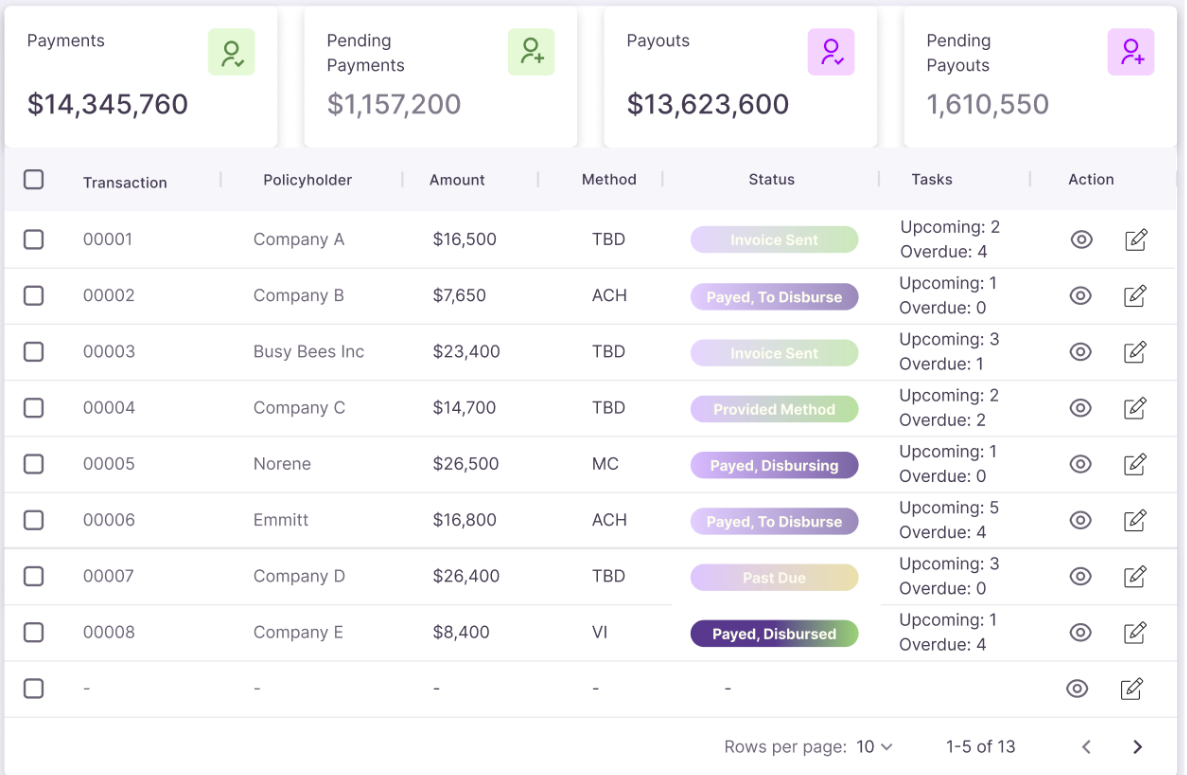 Payments
$14,345,760
Pending
Payments
$1,157,200
Payouts
$13,623,600
Pending
Payouts
1,610,550
Transaction Policyholder Amount Method Status Tasks Action
00001 Company A $16,500 TBD Invoice Sent Upcoming: 2
Overdue: 4
00002 Company B $7,650 ACH Payed, To Disburse Upcoming: 1
Overdue: 0
00003 Busy Bees Inc $23,400 TBD Invoice Sent Upcoming: 3
Overdue: 1
00004 Company C $14,700 TBD Provided Method Upcoming: 2
Overdue: 2
00005 Norene $26,500 MC Payed, Disbursing Upcoming: 1
Overdue: 0
00006 Emmitt $16,800 ACH Payed, To Disburse Upcoming: 5
Overdue: 4
00007 Company D $26,400 TBD Past Due Upcoming: 3
Overdue: 0
00008 Company E $8,400 VI Payed, Disbursed Upcoming: 1
Overdue: 4
- - - - -
Rows per page: 10 1-5 of 13